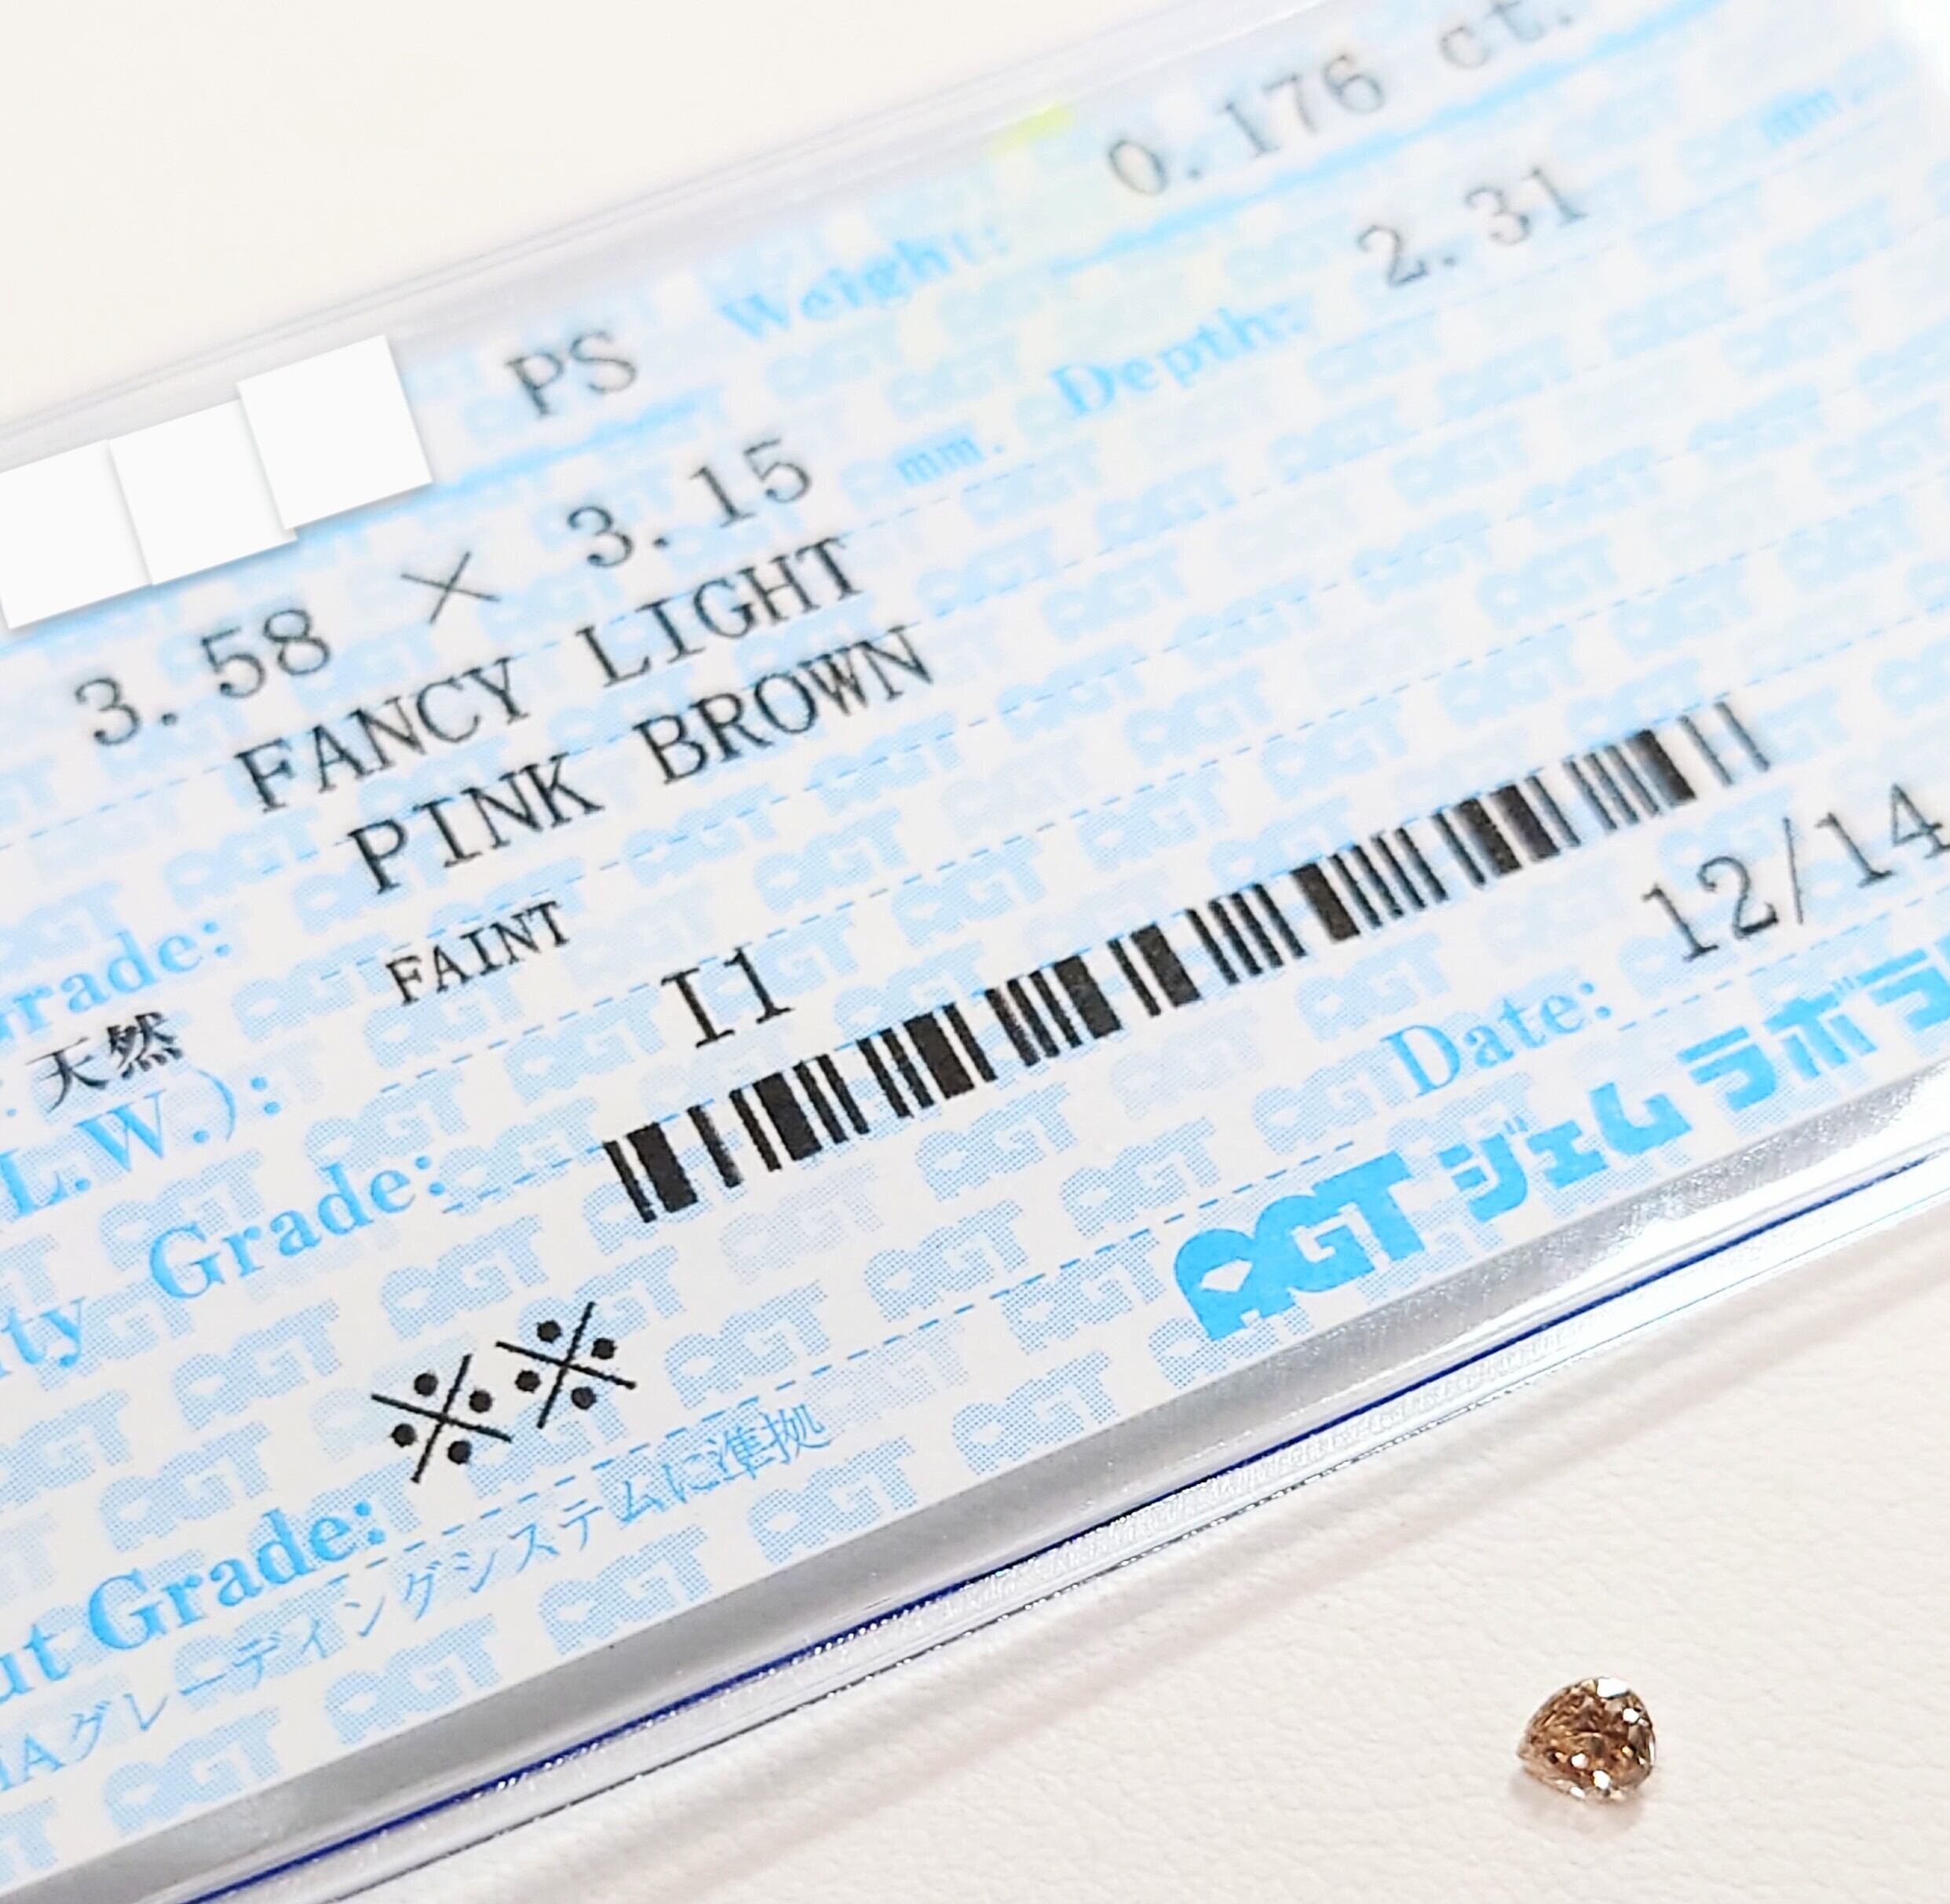 PS Weight: 0.176 ct.
3.58 × 3.15 mm. Depth: 2.31 mm.
FANCY LIGHT
PINK BROWN
Grade:
天然 FAINT
L.W.):
Grade: I1
Date: 12/14
AGT ジェム ラボラ
※※
Grade:
グレーディングシステムに準拠